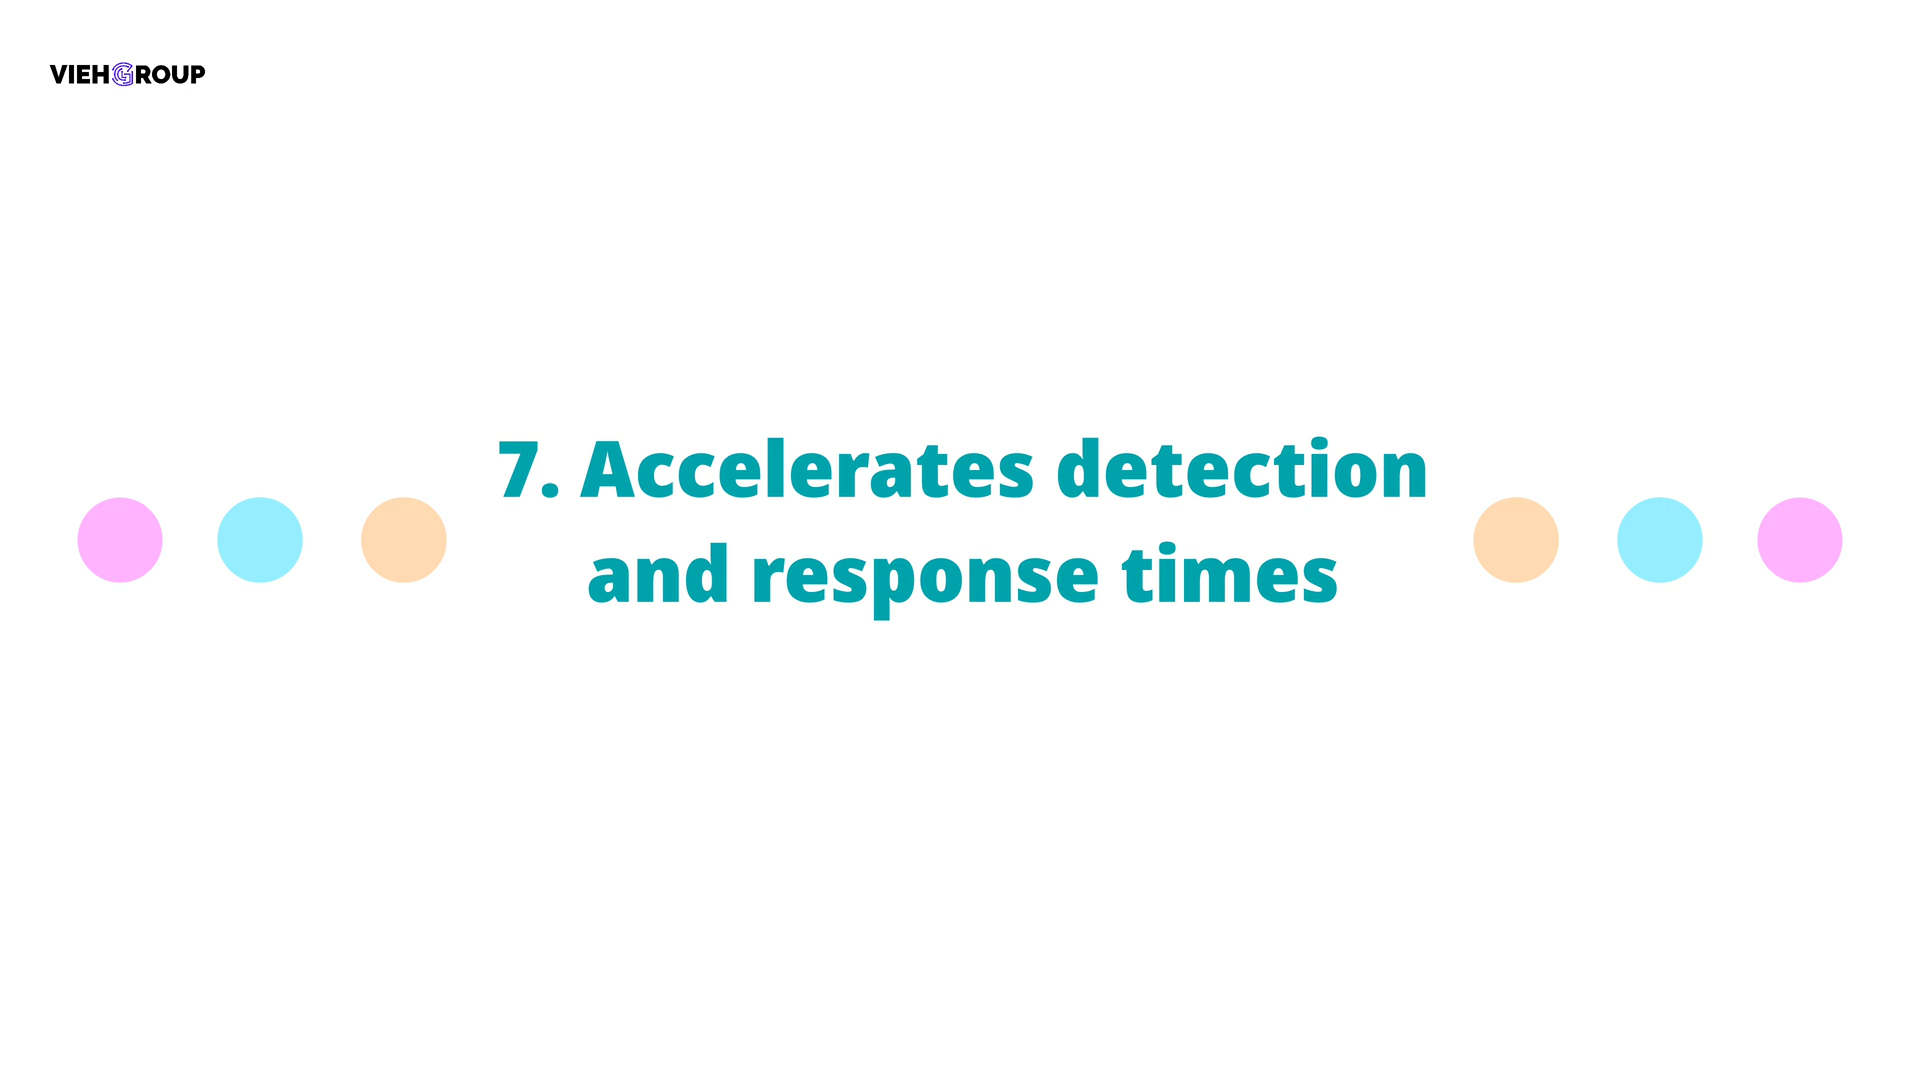 VIEHGROUP
7. Accelerates detection
and response times